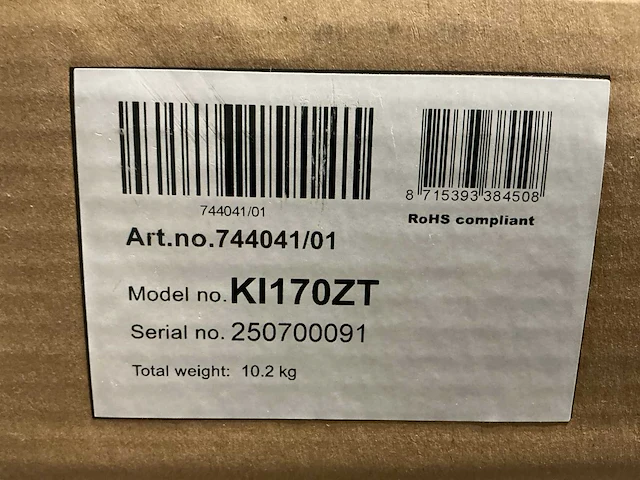 744041/01
8 715393 384508
RoHS compliant
Art.no.744041/01
Model no. KI170ZT
Serial no. 250700091
Total weight: 10.2 kg